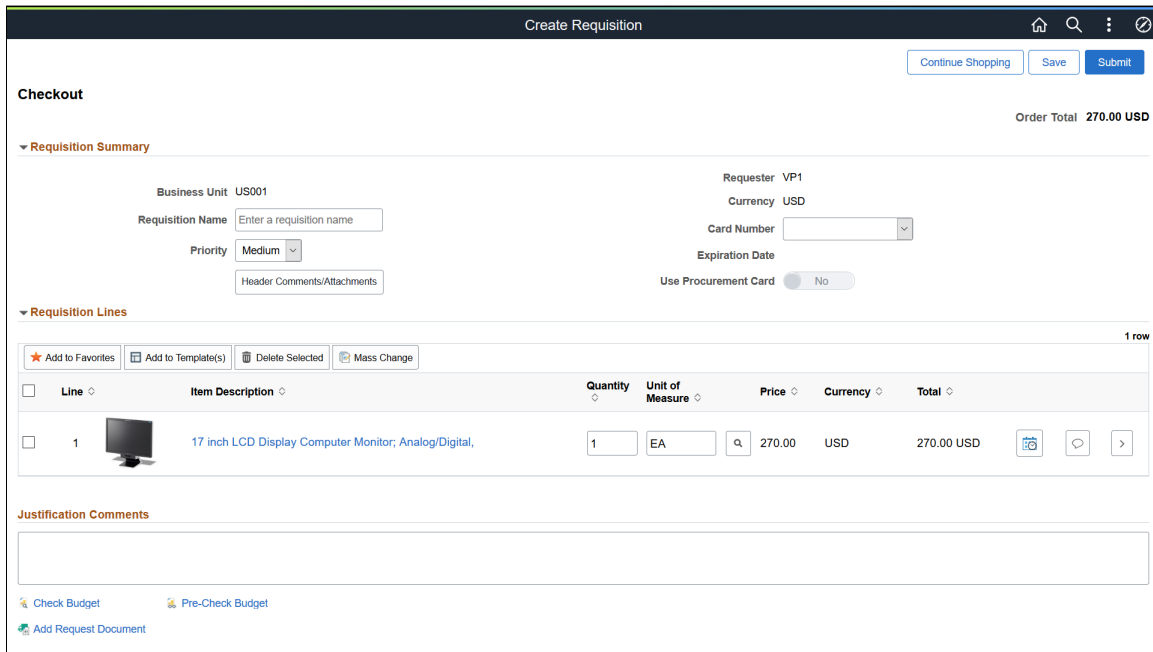 Create Requisition
Continue Shopping Save Submit
Checkout
Order Total 270.00 USD
Requisition Summary
Requester VP1
Business Unit US001
Currency USD
Requisition Name Enter a requisition name
Card Number
Priority Medium
Expiration Date
Header Comments/Attachments
Use Procurement Card No
Requisition Lines
1 row
Add to Favorites Add to Template(s) Delete Selected Mass Change
Line Item Description Quantity Unit of Measure Price Currency Total
1 17 inch LCD Display Computer Monitor; Analog/Digital, 1 EA 270.00 USD 270.00 USD
Justification Comments
Check Budget Pre-Check Budget
Add Request Document